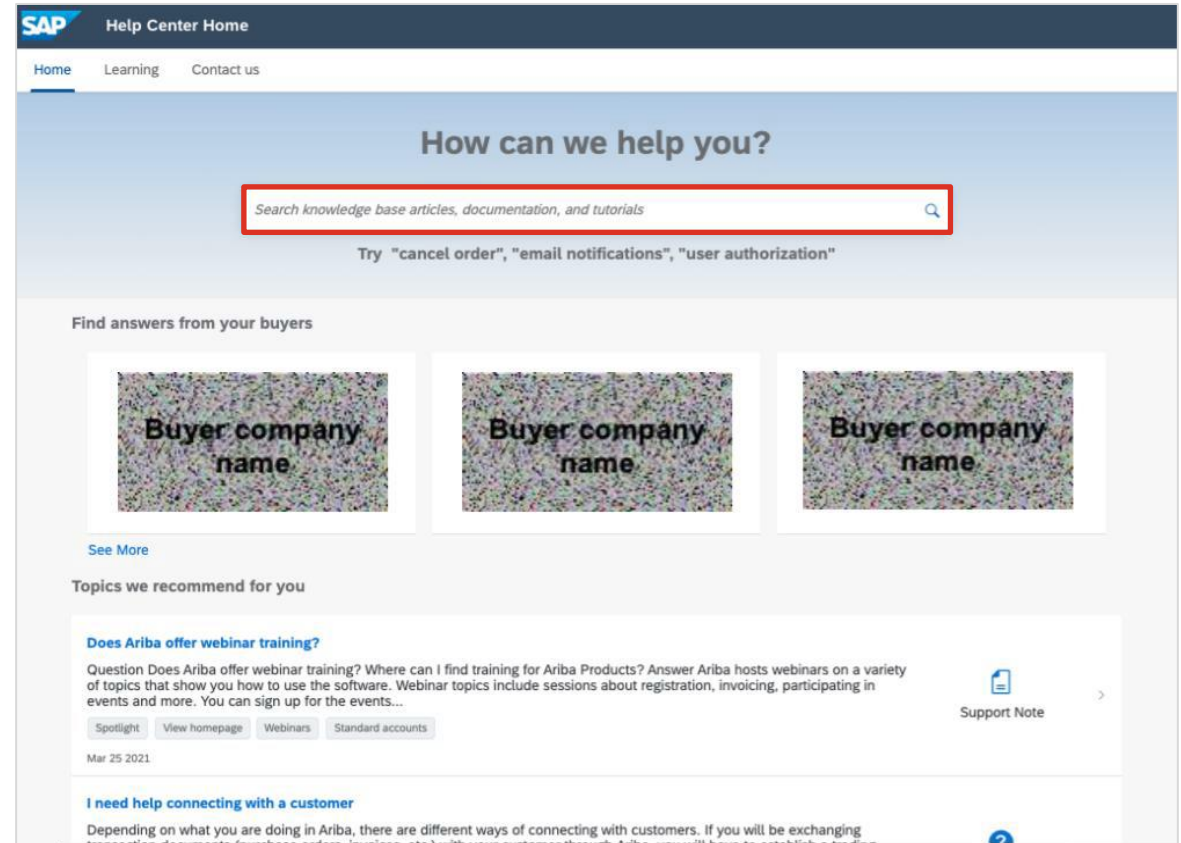 SAP Help Center Home
Home Learning Contact us
How can we help you?
Search knowledge base articles, documentation, and tutorials
Try "cancel order", "email notifications", "user authorization"
Find answers from your buyers
Buyer company
name
Buyer company
name
Buyer company
name
See More
Topics we recommend for you
Does Ariba offer webinar training?
Question Does Ariba offer webinar training? Where can I find training for Ariba Products? Answer Ariba hosts webinars on a variety
of topics that show you how to use the software. Webinar topics include sessions about registration, invoicing, participating in
events and more. You can sign up for the events...
Support Note
Spotlight View homepage Webinars Standard accounts
Mar 25 2021
I need help connecting with a customer
Depending on what you are doing in Ariba, there are different ways of connecting with customers. If you will be exchanging